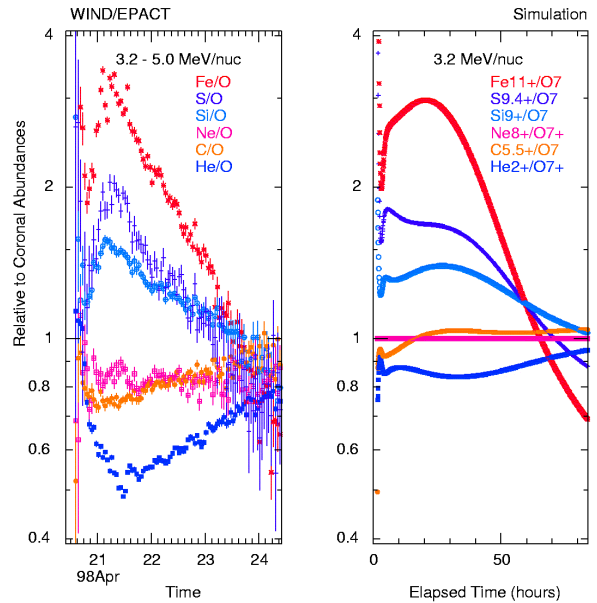 WIND/EPACT
Simulation
4
3.2 - 5.0 MeV/nuc
Fe/O
S/O
Si/O
Ne/O
C/O
He/O
2
1
0.8
0.6
0.4
Relative to Coronal Abundances
21
22
23
24
98Apr
Time
4
3.2 MeV/nuc
Fe11+/O7
S9.4+/O7
Si9+/O7
Ne8+/O7+
C5.5+/O7
He2+/O7+
2
1
0.8
0.6
0.4
0
50
Elapsed Time (hours)